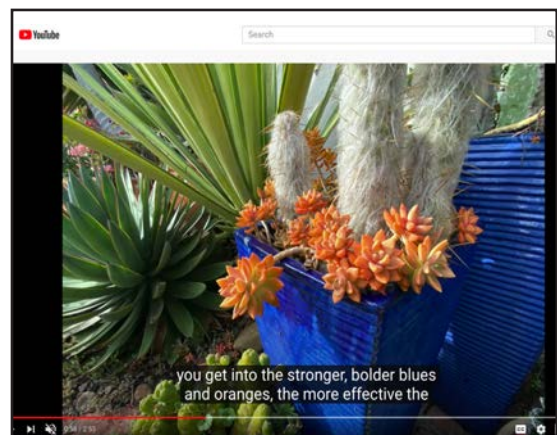 YouTube
Search
you get into the stronger, bolder blues
and oranges, the more effective the